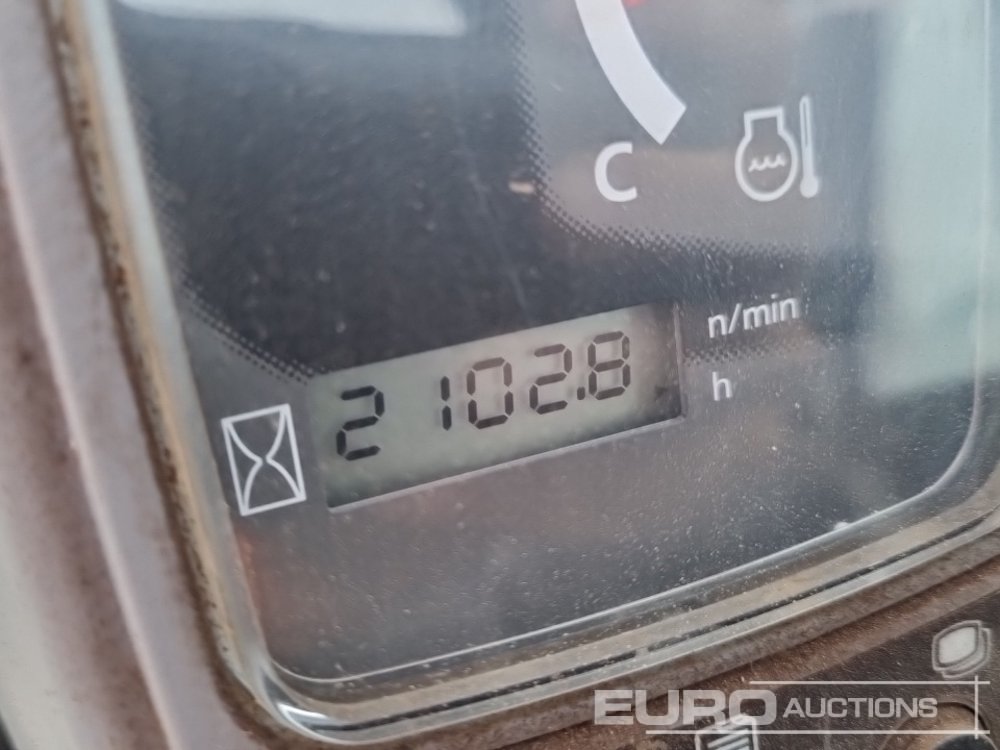 C
n/min
2102.8
h
EURO AUCTIONS